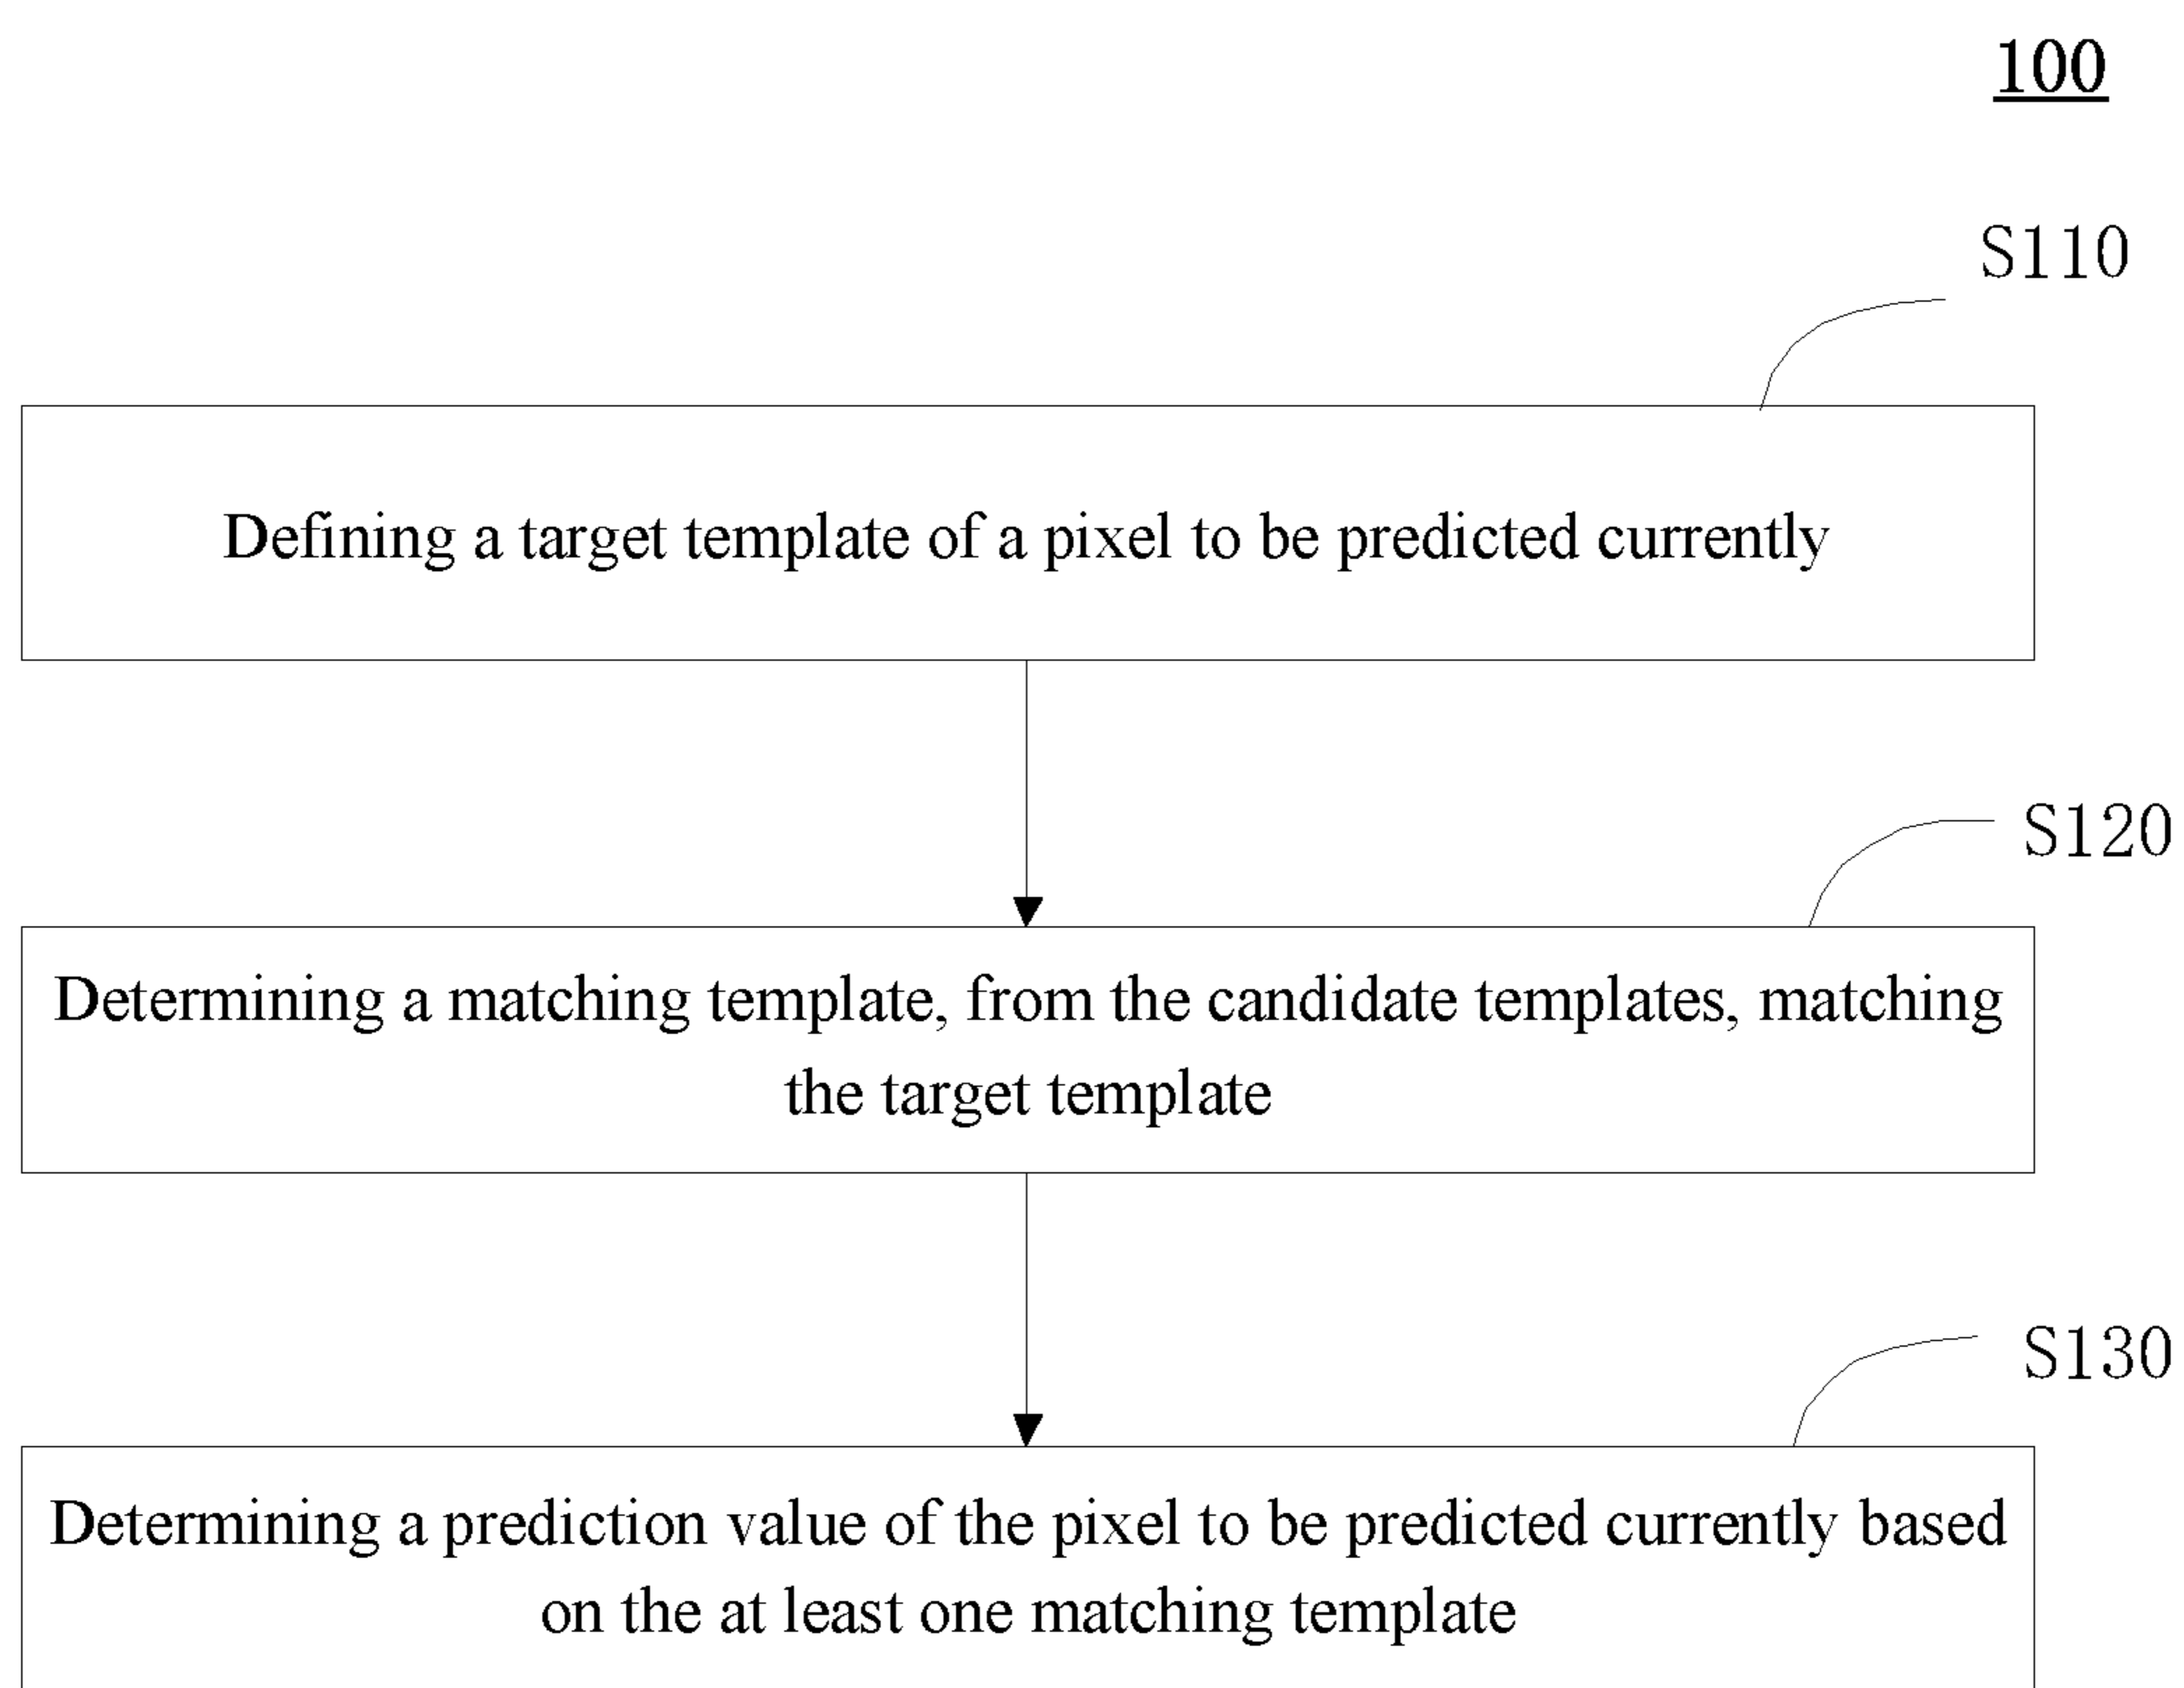 100
S110
Defining a target template of a pixel to be predicted currently
S120
Determining a matching template, from the candidate templates, matching
the target template
S130
Determining a prediction value of the pixel to be predicted currently based
on the at least one matching template